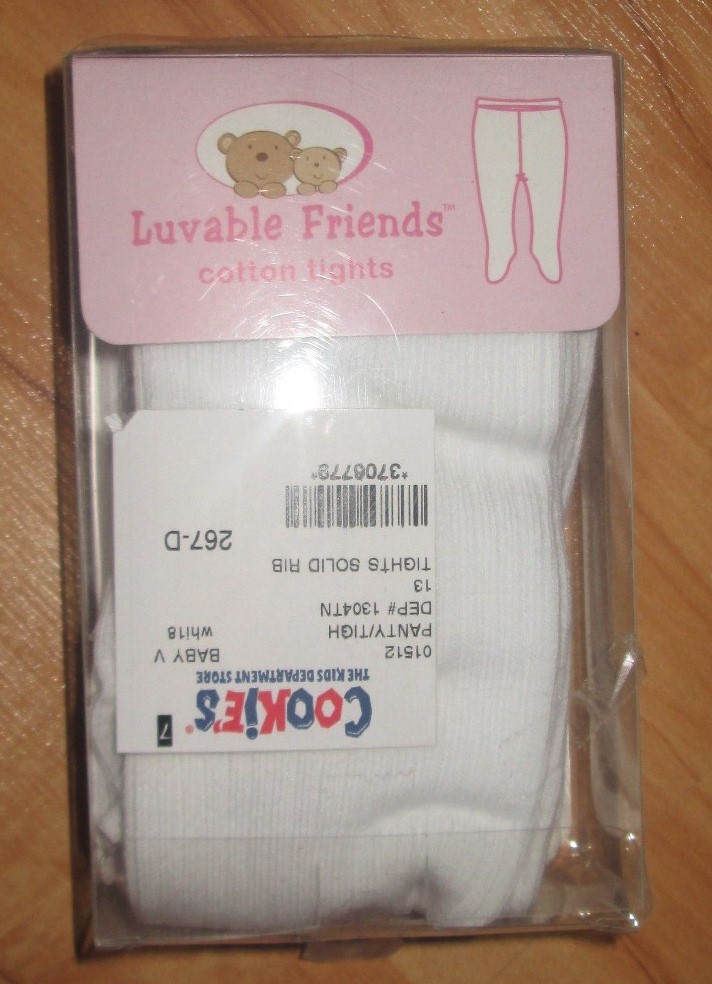 Luvable Friends™
cotton tights
COOKiE'S® 7
THE KIDS DEPARTMENT STORE
01512 BABY V
PANTY/TIGH whi18
DEP# 1304TN
13
TIGHTS SOLID RIB
267-D
*3706779*